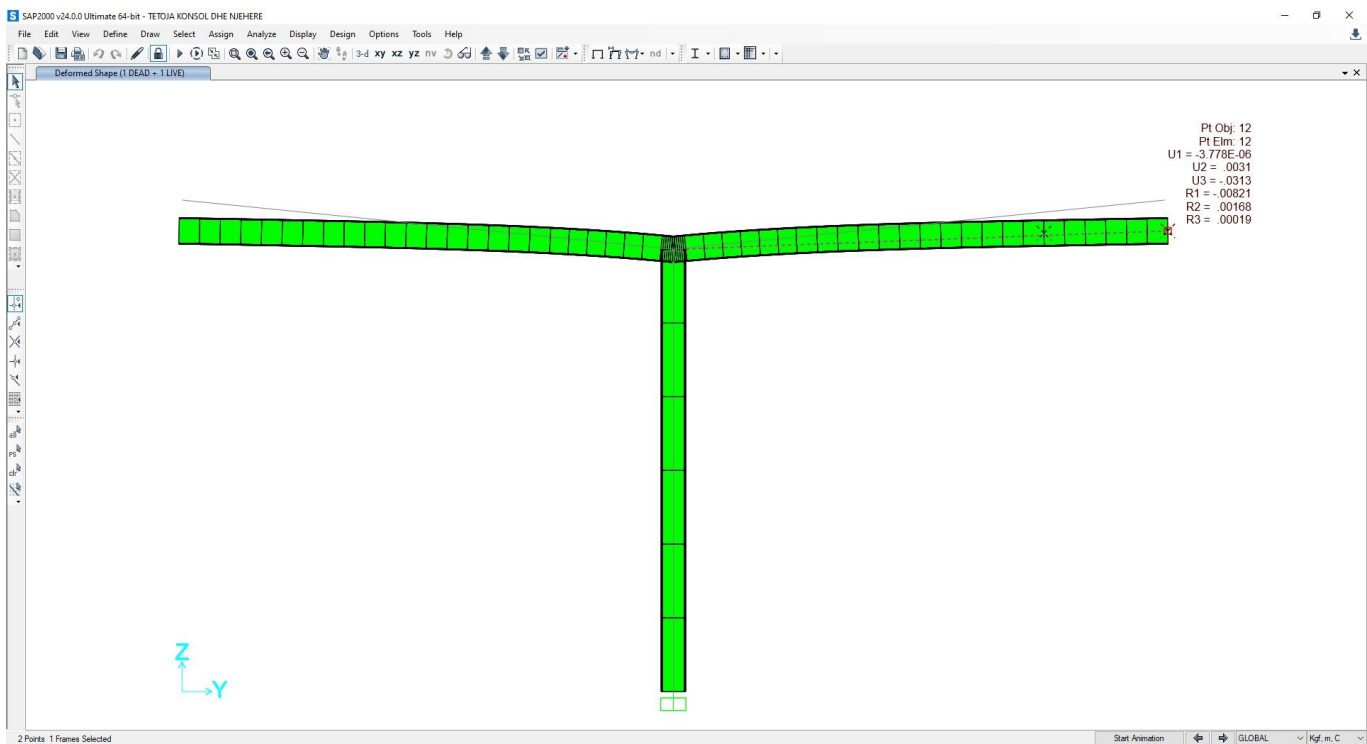 SAP2000 v24.0.0 Ultimate 64-bit - TETOJA KONSOL DHE NJEHERE
File Edit View Define Draw Select Assign Analyze Display Design Options Tools Help
3-d xy xz yz nv nd
Deformed Shape (1 DEAD + 1 LIVE)
Pt Obj: 12
Pt Elm: 12
U1 = -3.778E-06
U2 = .0031
U3 = -.0313
R1 = -.00821
R2 = .00168
R3 = .00019
all
PS
clr
Z
Y
2 Points 1 Frames Selected
Start Animation GLOBAL Kgf, m, C